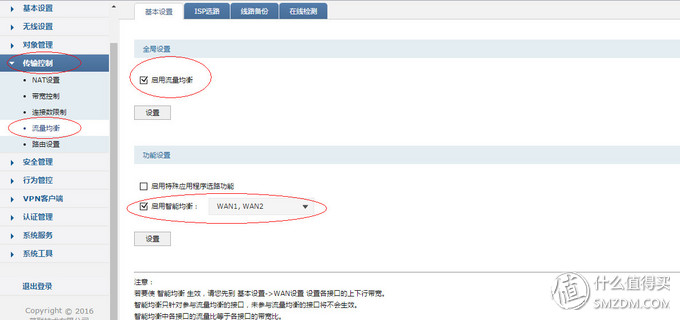 基本设置
无线设置
对象管理
传输控制
NAT设置
带宽控制
连接数限制
流量均衡
路由设置
安全管理
行为管控
VPN客户端
认证管理
系统服务
系统工具
退出登录
Copyright © 2016
基本设置 ISP选路 线路备份 在线检测
全局设置
启用流量均衡
设置
功能设置
启用特殊应用程序选路功能
启用智能均衡： WAN1, WAN2
设置
注意：
若要使 智能均衡 生效，请您先到 基本设置->WAN设置 设置各接口的上下行带宽。
智能均衡只针对参与流量均衡的接口，未参与流量均衡的接口将不会生效。
智能均衡中各接口的流量比等于各接口的带宽比。
值 什么值得买
SMZDM.COM